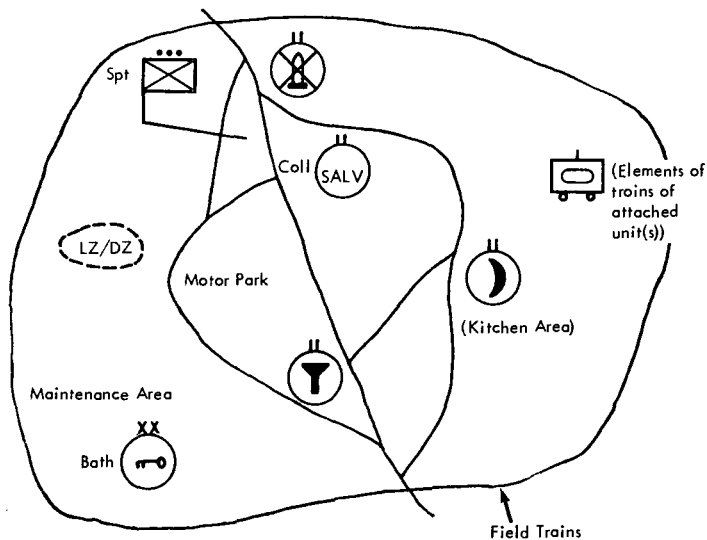 Spt
Coll
SALV
(Elements of
troins of
attached
unit(s))
LZ/DZ
Motor Park
(Kitchen Area)
Maintenance Area
XX
Bath
Field Trains